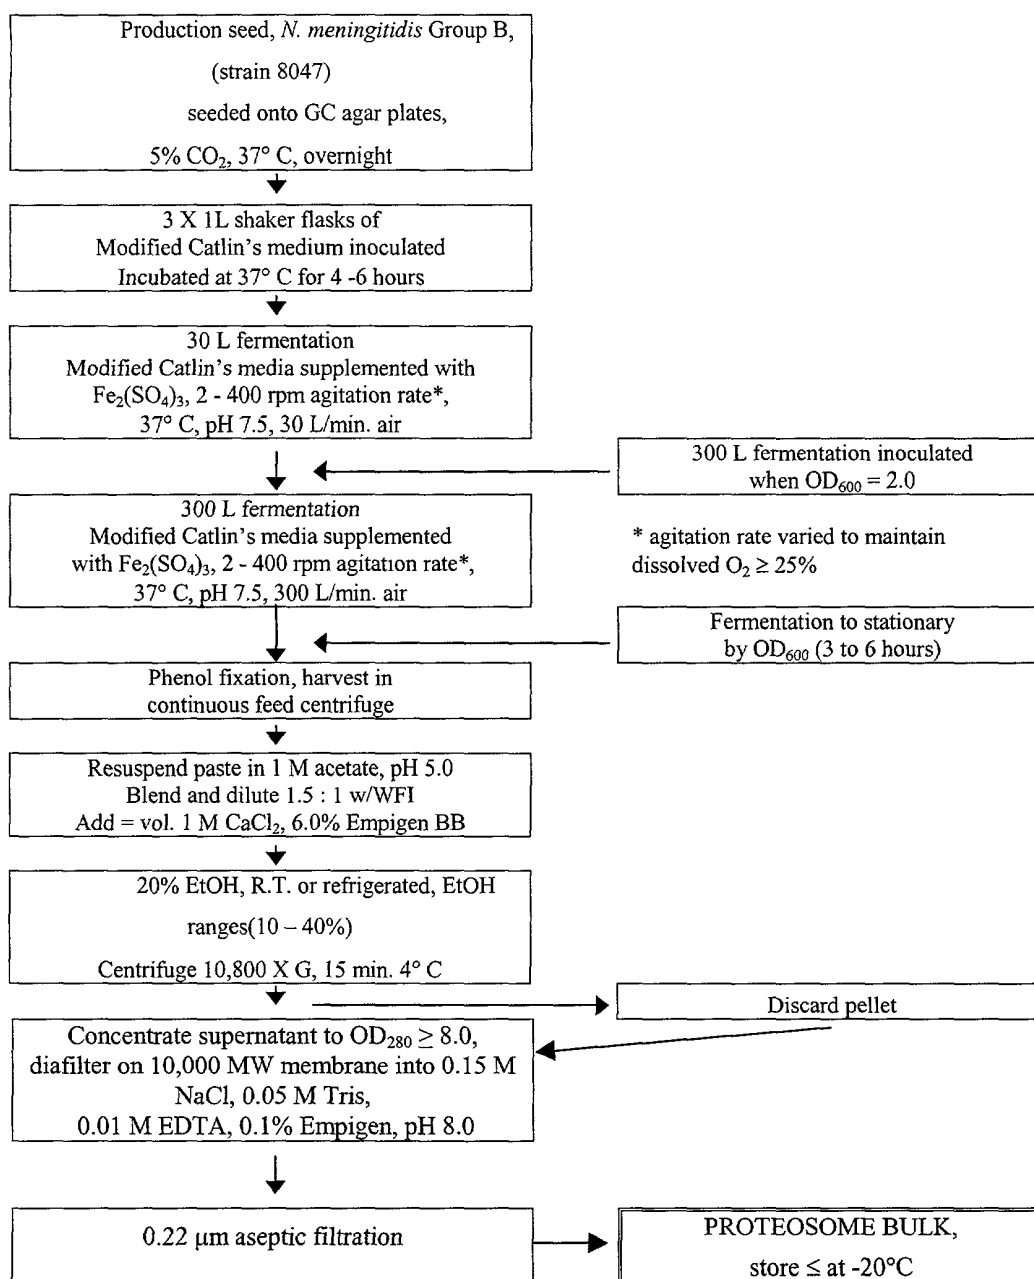 Production seed, N. meningitidis Group B,
(strain 8047)
seeded onto GC agar plates,
5% CO₂, 37° C, overnight
3 X 1L shaker flasks of
Modified Catlin's medium inoculated
Incubated at 37° C for 4 -6 hours
30 L fermentation
Modified Catlin's media supplemented with
Fe₂(SO₄)₃, 2 - 400 rpm agitation rate*,
37° C, pH 7.5, 30 L/min. air
300 L fermentation inoculated
when OD₆₀₀ = 2.0
300 L fermentation
Modified Catlin's media supplemented
with Fe₂(SO₄)₃, 2 - 400 rpm agitation rate*,
37° C, pH 7.5, 300 L/min. air
* agitation rate varied to maintain
dissolved O₂ ≥ 25%
Fermentation to stationary
by OD₆₀₀ (3 to 6 hours)
Phenol fixation, harvest in
continuous feed centrifuge
Resuspend paste in 1 M acetate, pH 5.0
Blend and dilute 1.5 : 1 w/WFI
Add = vol. 1 M CaCl₂, 6.0% Empigen BB
20% EtOH, R.T. or refrigerated, EtOH
ranges(10 – 40%)
Centrifuge 10,800 X G, 15 min. 4° C
Discard pellet
Concentrate supernatant to OD₂₈₀ ≥ 8.0,
diafilter on 10,000 MW membrane into 0.15 M
NaCl, 0.05 M Tris,
0.01 M EDTA, 0.1% Empigen, pH 8.0
0.22 μm aseptic filtration
PROTEOSOME BULK,
store ≤ at -20°C